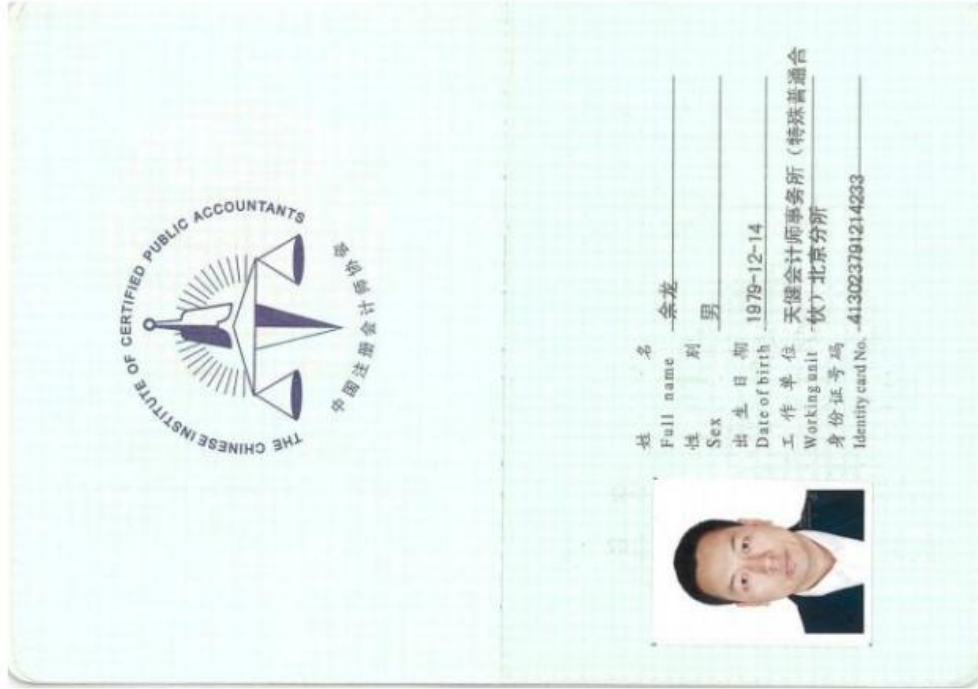 THE CHINESE INSTITUTE OF CERTIFIED PUBLIC ACCOUNTANTS
中国注册会计师协会
姓 名
Full name 余龙
性 别
Sex 男
出 生 日 期
Date of birth 1979-12-14
工 作 单 位 天健会计师事务所（特殊普通合
Working unit 伙）北京分所
身 份 证 号 码
Identity card No. 413023791214233